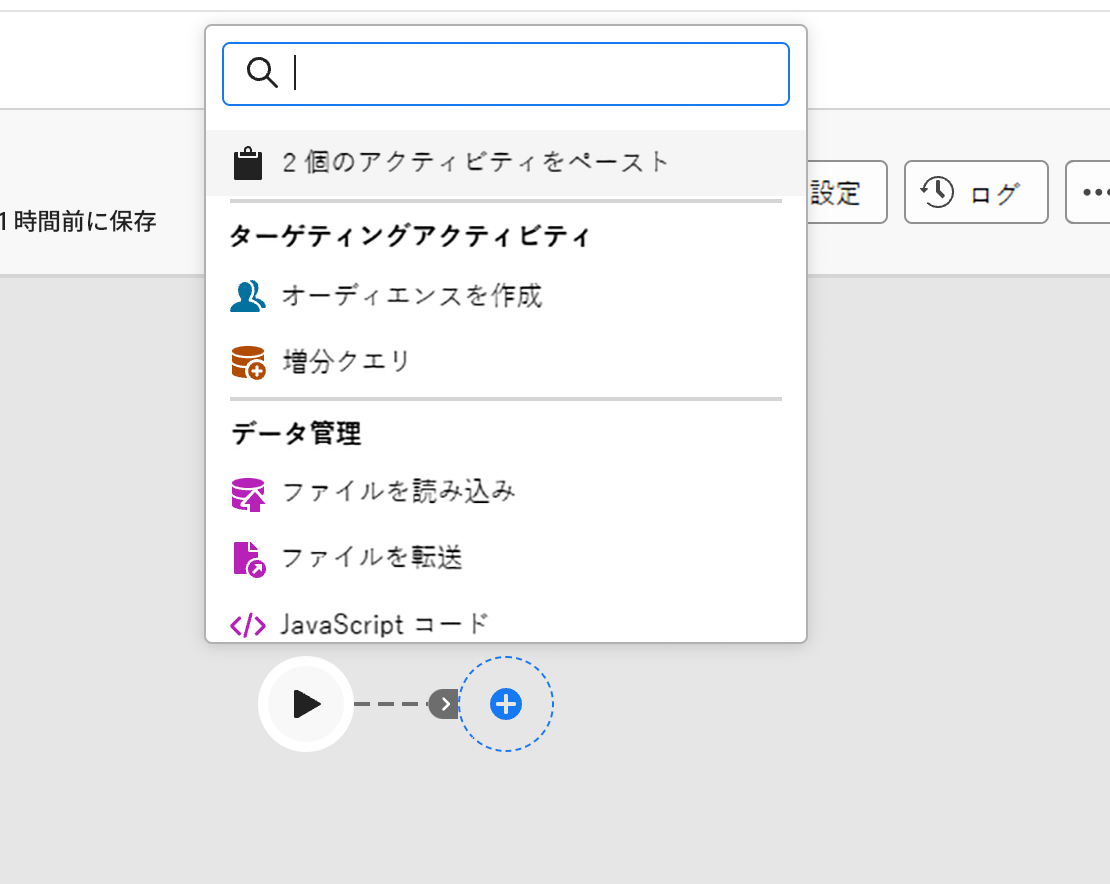 2 個のアクティビティをペースト
設定
ログ
1 時間前に保存
ターゲティングアクティビティ
オーディエンスを作成
増分クエリ
データ管理
ファイルを読み込み
ファイルを転送
JavaScript コード